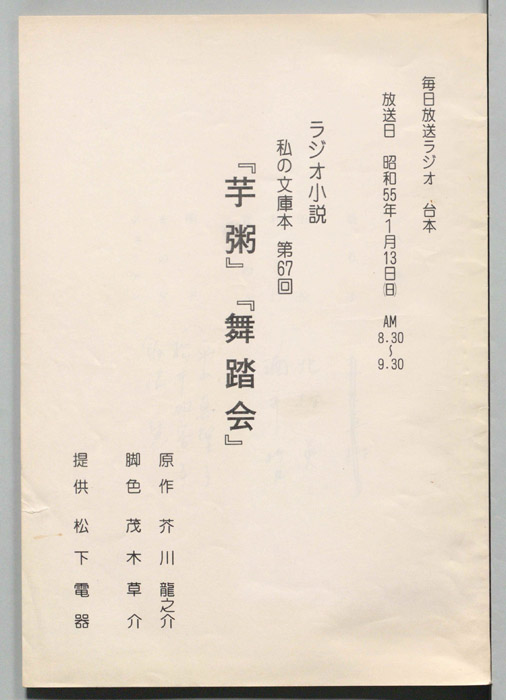 毎日放送ラジオ 台本
放送日 昭和55年1月13日㈰ AM 8.30〜9.30
ラジオ小説
私の文庫本 第67回
『芋粥』『舞踏会』
原作 芥川龍之介
脚色 茂木草介
提供 松下電器